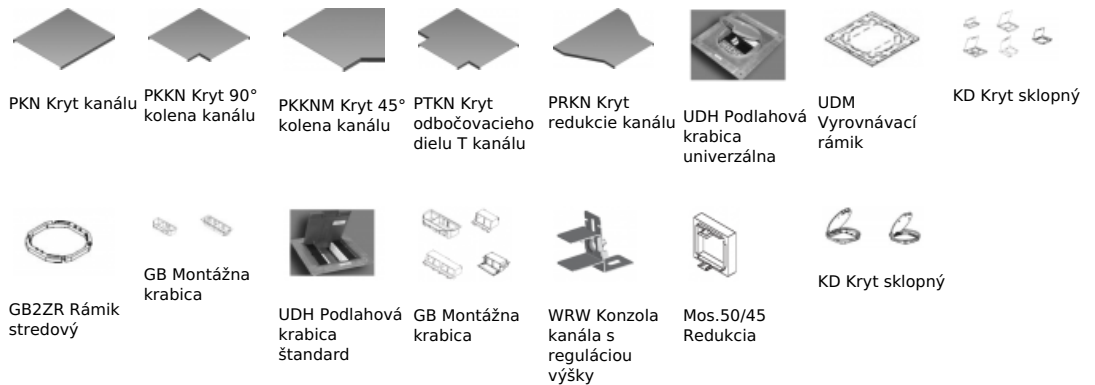 PKN Kryt kanálu
PKKN Kryt 90°
kolena kanálu
PKKNM Kryt 45°
kolena kanálu
PTKN Kryt
odbočovacieho
dielu T kanálu
PRKN Kryt
redukcie kanálu
UDH Podlahová
krabica
univerzálna
UDM
Vyrovnávací
rámik
KD Kryt sklopný
GB2ZR Rámik
stredový
GB Montážna
krabica
UDH Podlahová
krabica
štandard
GB Montážna
krabica
WRW Konzola
kanála s
reguláciou
výšky
Mos.50/45
Redukcia
KD Kryt sklopný